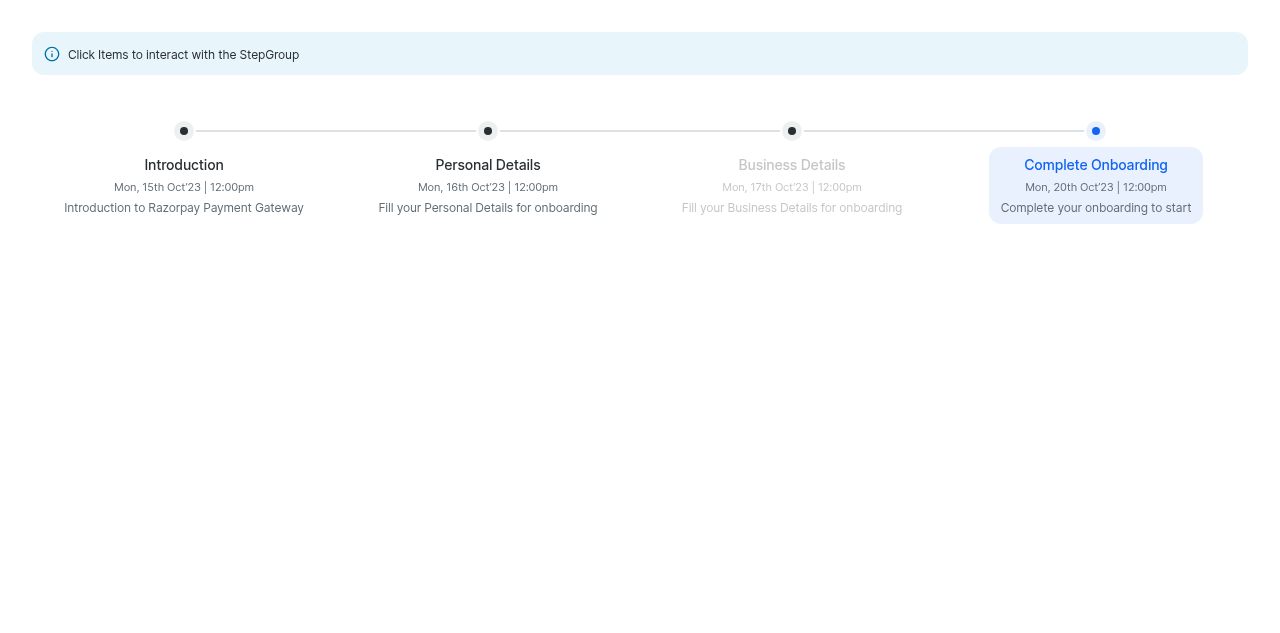 Click Items to interact with the StepGroup
Introduction
Mon, 15th Oct'23 | 12:00pm
Introduction to Razorpay Payment Gateway
Personal Details
Mon, 16th Oct'23 | 12:00pm
Fill your Personal Details for onboarding
Business Details
Mon, 17th Oct'23 | 12:00pm
Fill your Business Details for onboarding
Complete Onboarding
Mon, 20th Oct'23 | 12:00pm
Complete your onboarding to start